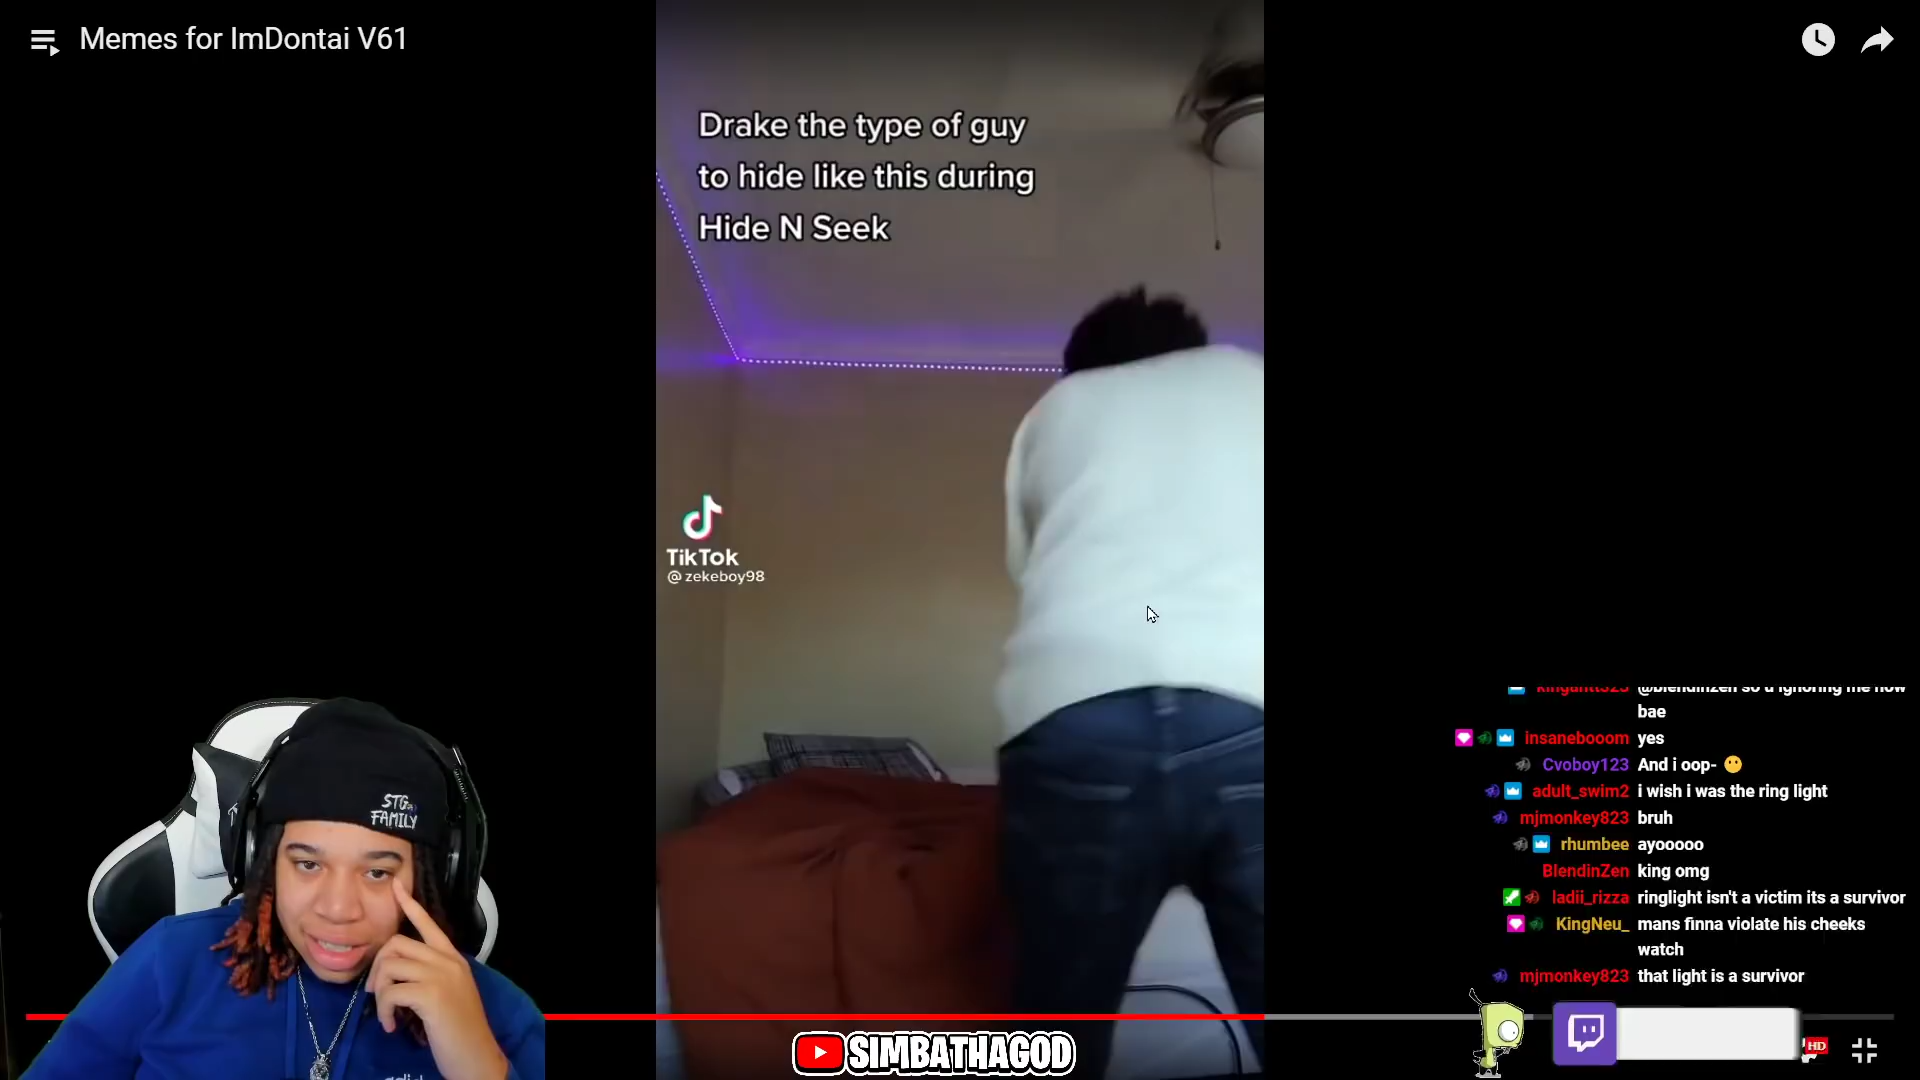 Memes for ImDontai V61
Drake the type of guy
to hide like this during
Hide N Seek
TikTok
@zekeboy98
STG
FAMILY
bae
insanebooom yes
Cvoboy123 And i oop- 😶
adult_swim2 i wish i was the ring light
mjmonkey823 bruh
rhumbee ayooooo
BlendinZen king omg
ladii_rizza ringlight isn't a victim its a survivor
KingNeu_ mans finna violate his cheeks
watch
mjmonkey823 that light is a survivor
SIMBATHAGOD
HD